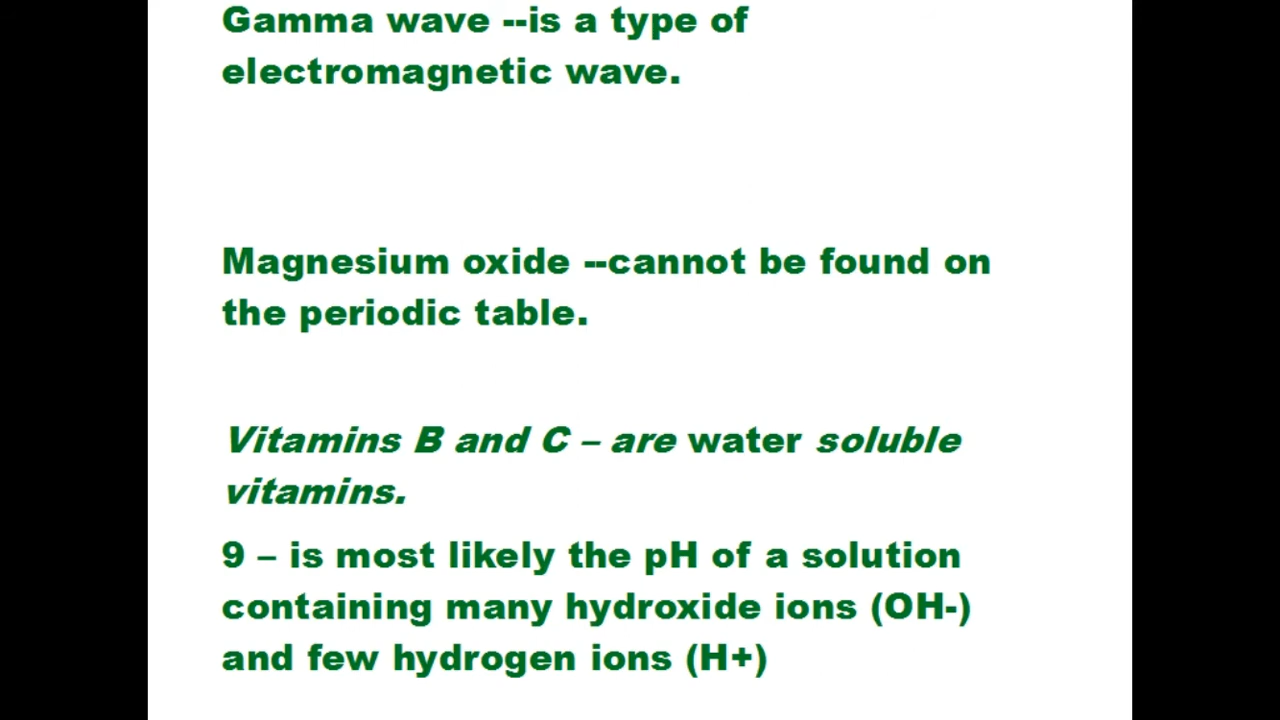 Gamma wave --is a type of
electromagnetic wave.
Magnesium oxide --cannot be found on
the periodic table.
Vitamins B and C – are water soluble
vitamins.
9 – is most likely the pH of a solution
containing many hydroxide ions (OH-)
and few hydrogen ions (H+)